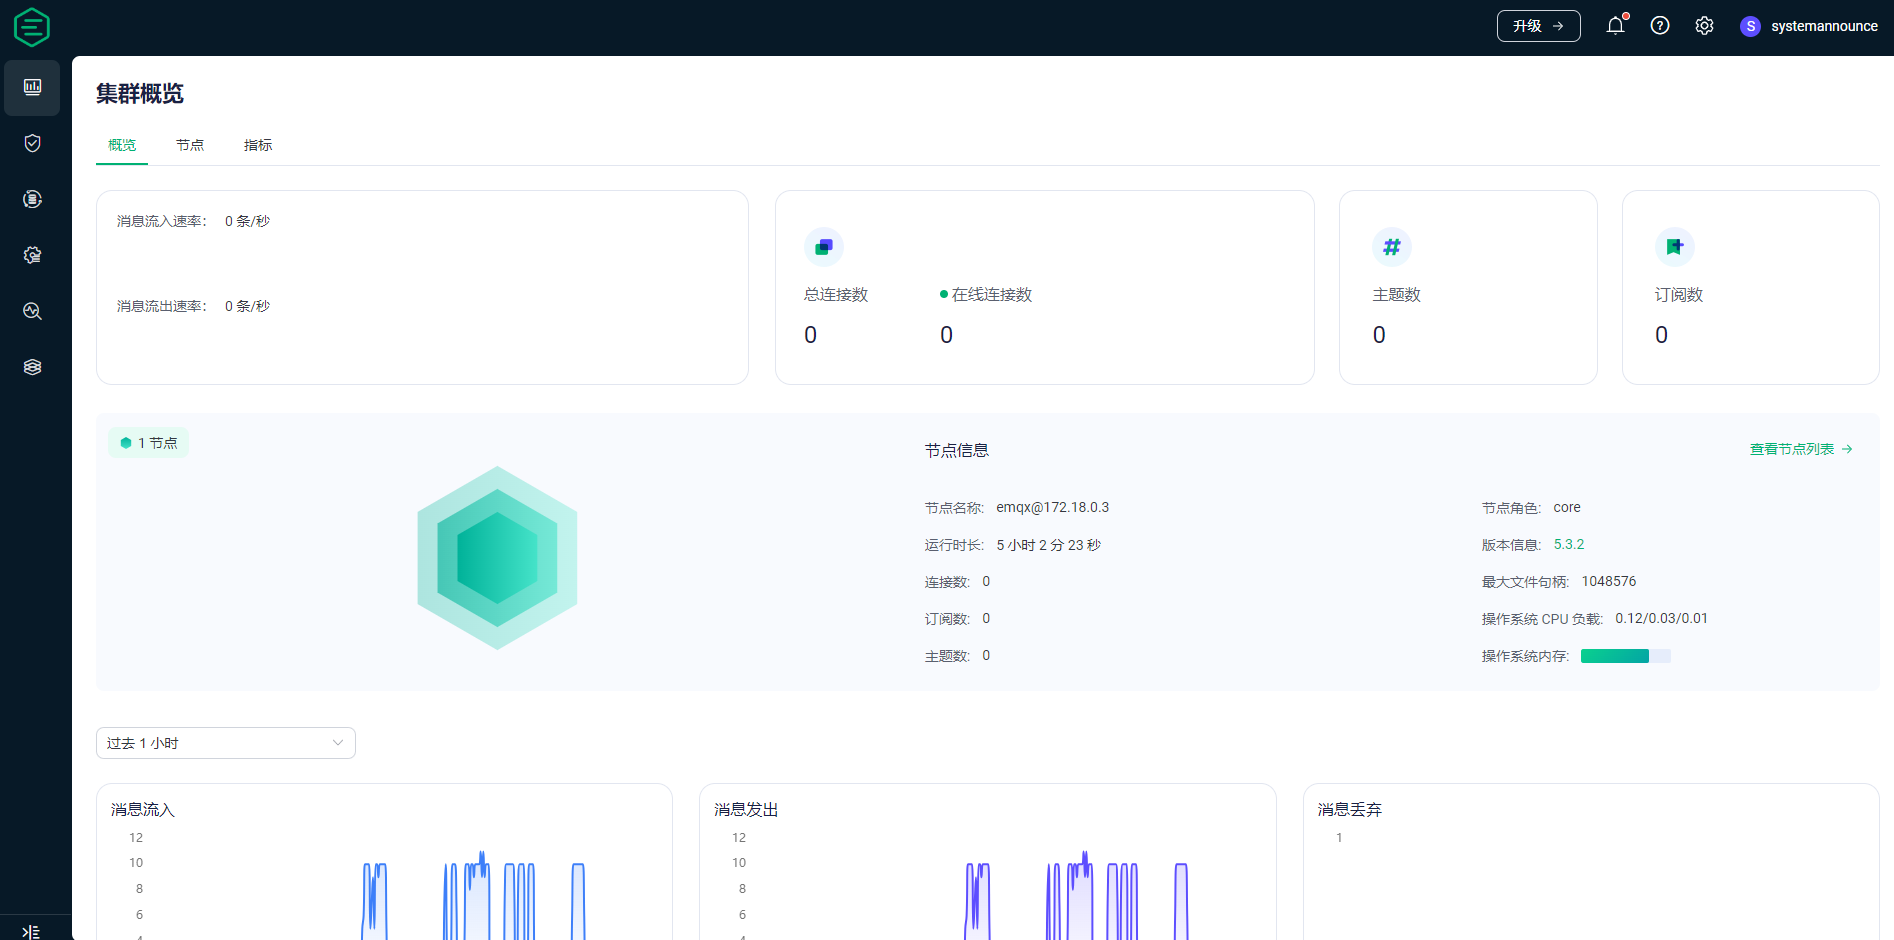 升级 →
S systemannounce
集群概览
概览 节点 指标
消息流入速率: 0 条/秒
消息流出速率: 0 条/秒
总连接数
0
在线连接数
0
主题数
0
订阅数
0
1 节点
节点信息
查看节点列表 →
节点名称: emqx@172.18.0.3
节点角色: core
运行时长: 5 小时 2 分 23 秒
版本信息: 5.3.2
连接数: 0
最大文件句柄: 1048576
订阅数: 0
操作系统 CPU 负载: 0.12/0.03/0.01
主题数: 0
操作系统内存:
过去 1 小时
消息流入
12
10
8
6
4
消息发出
12
10
8
6
4
消息丢弃
1